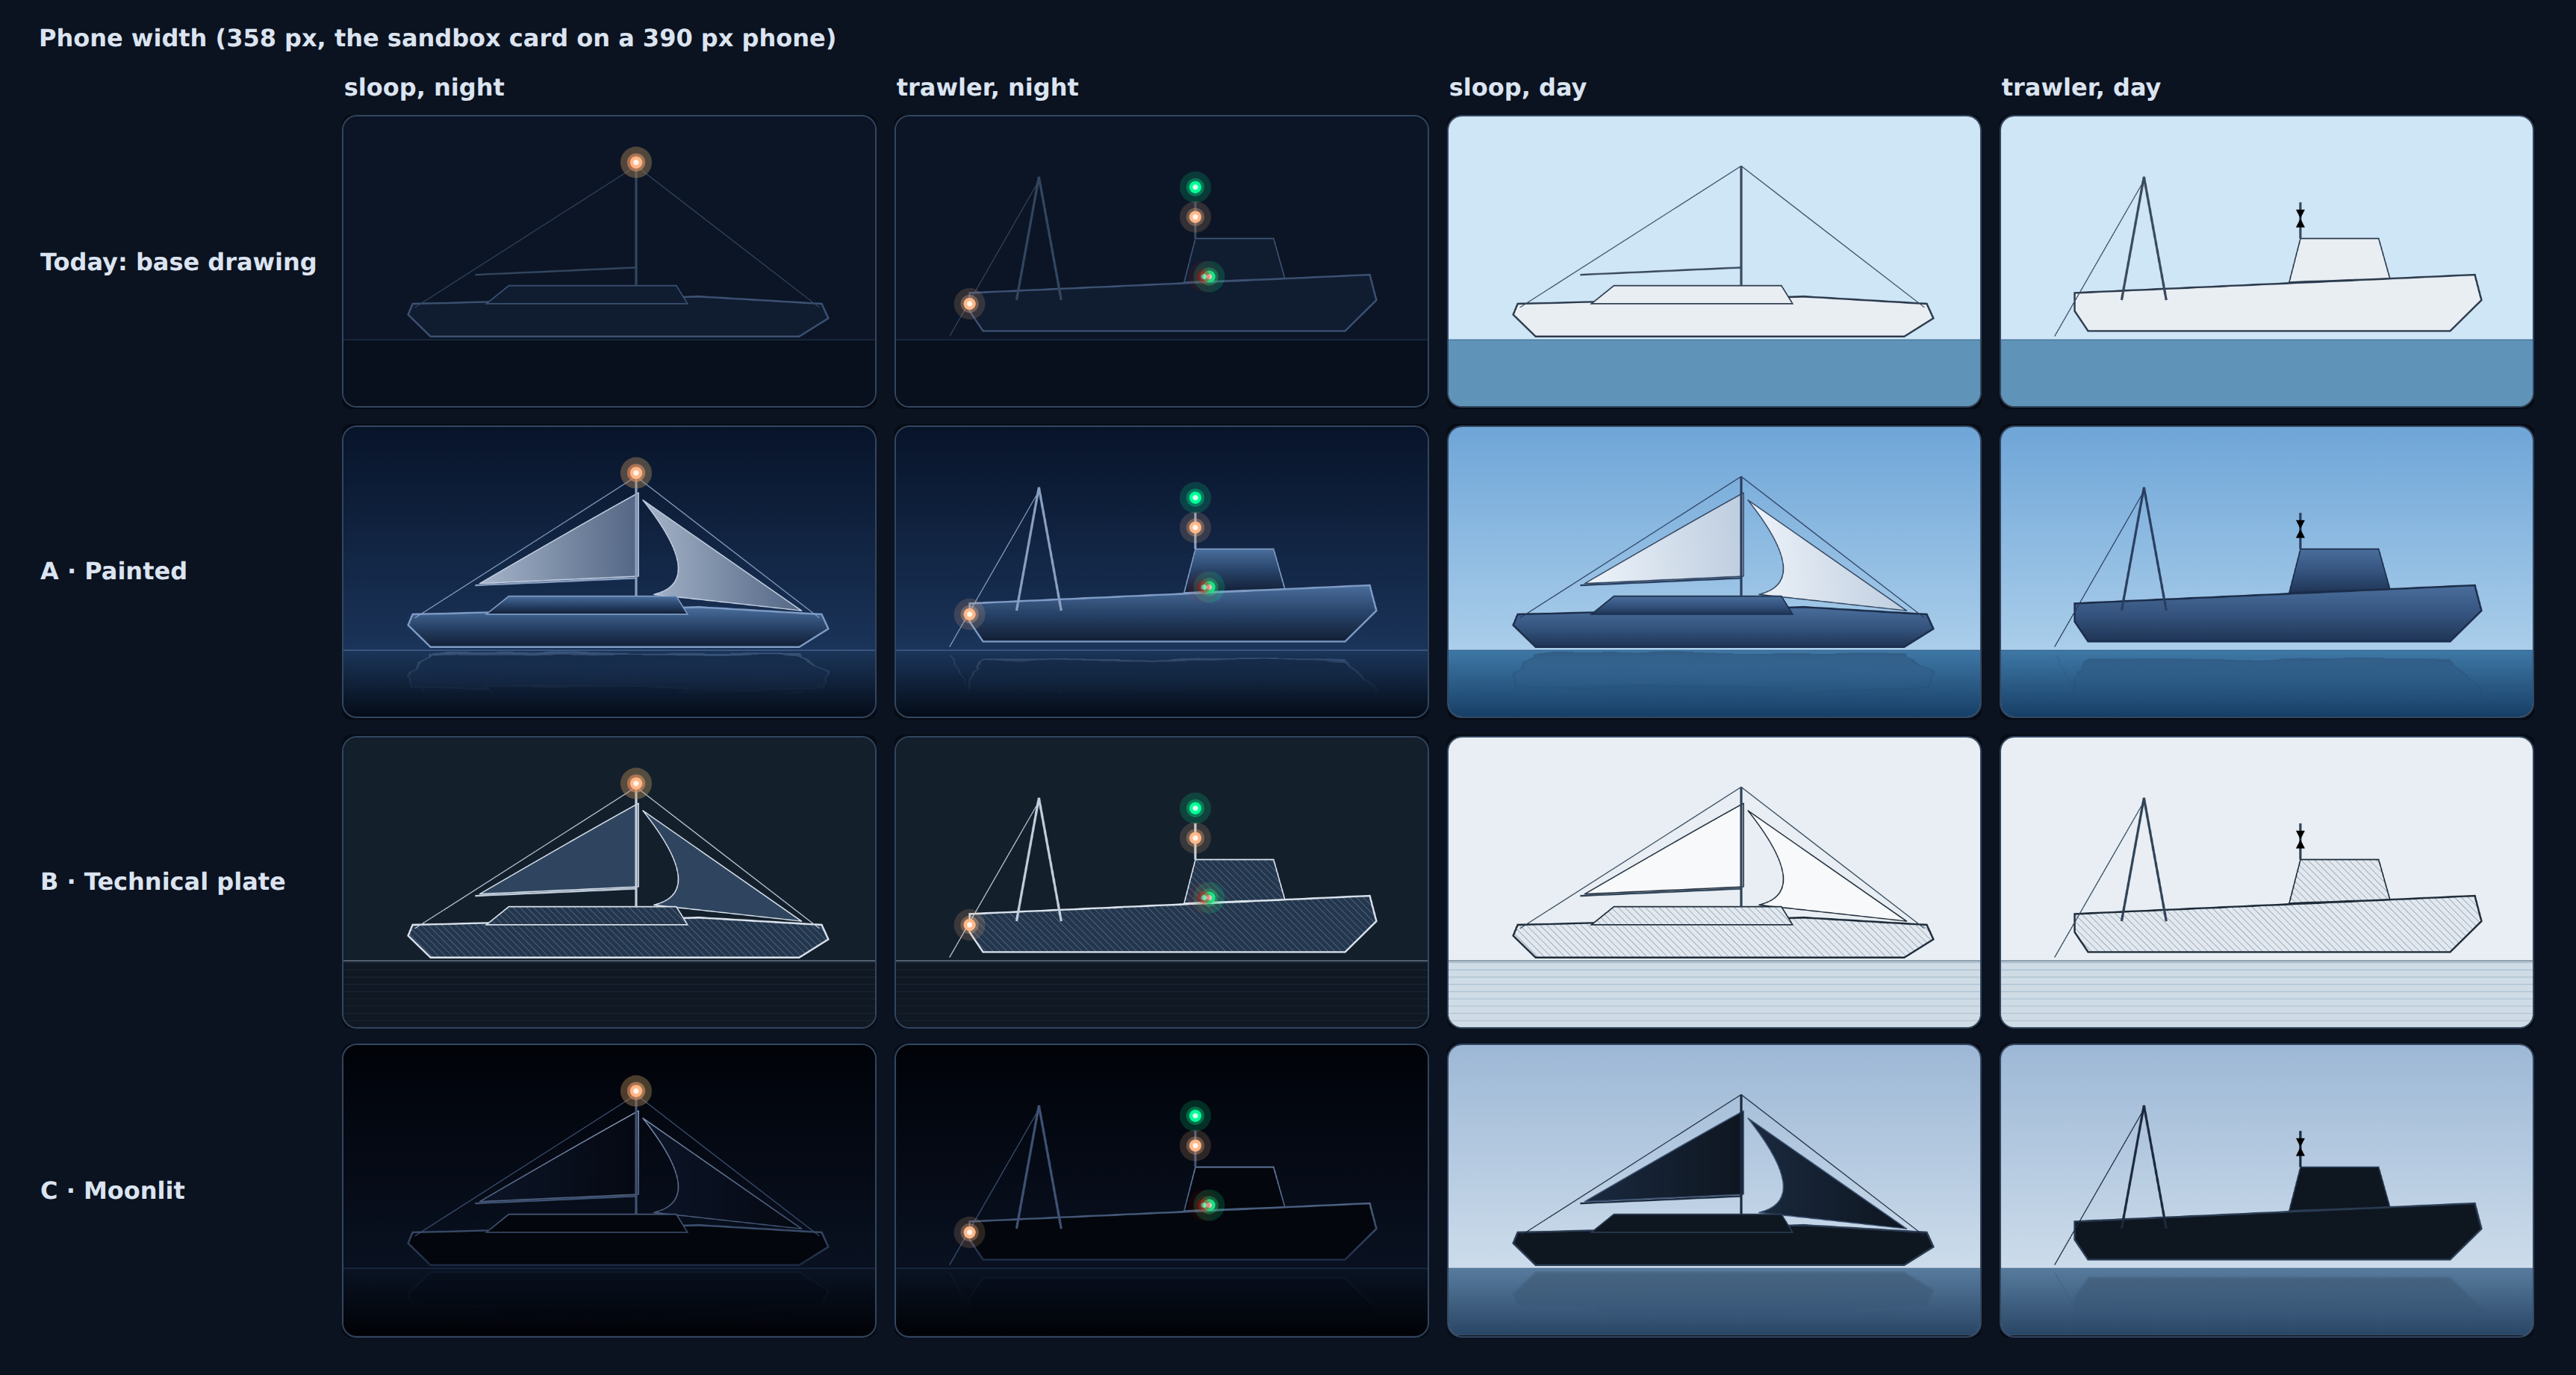 Phone width (358 px, the sandbox card on a 390 px phone)
sloop, night
trawler, night
sloop, day
trawler, day
Today: base drawing
A · Painted
B · Technical plate
C · Moonlit